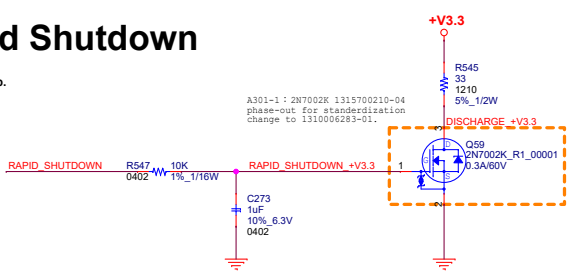 d Shutdown
o.
+V3.3
R545
33
1210
5%_1/2W
A301-1 : 2N7002K 1315700210-04
phase-out for standerdization
change to 1310006283-01.
DISCHARGE_+V3.3
3
D
Q59
2N7002K_R1_00001
0.3A/60V
G
S
1
2
RAPID_SHUTDOWN
R547
10K
0402
1%_1/16W
RAPID_SHUTDOWN_+V3.3
C273
1uF
10%_6.3V
0402